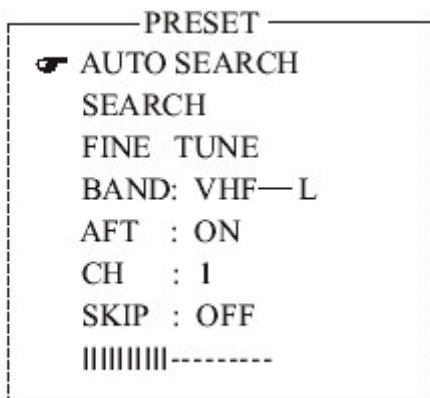 PRESET
AUTO SEARCH
SEARCH
FINE TUNE
BAND: VHF—L
AFT : ON
CH : 1
SKIP : OFF
||||||||||---------